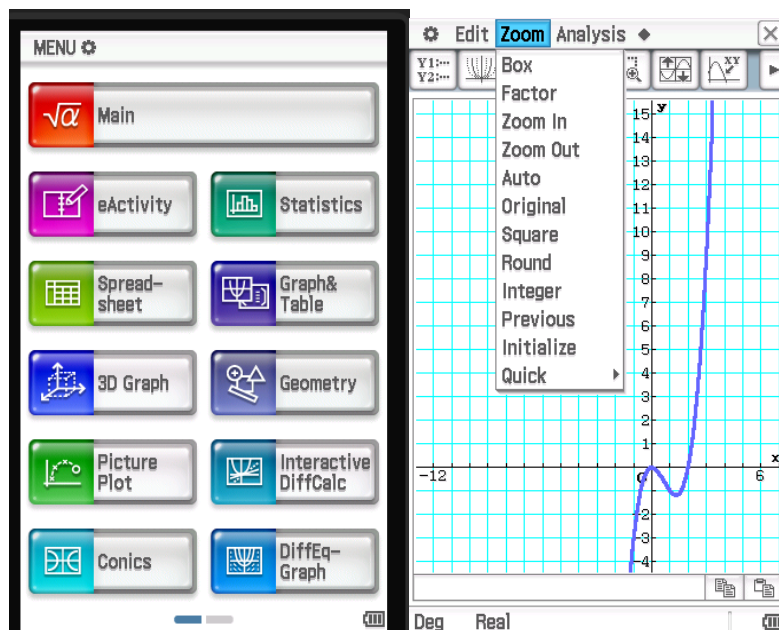 MENU
√α Main
eActivity
Statistics
Spread-
sheet
Graph&
Table
3D Graph
Geometry
Picture
Plot
Interactive
DiffCalc
Conics
DiffEq-
Graph
Edit Zoom Analysis
Y1:···
Y2:···
XY
Box
Factor
Zoom In
Zoom Out
Auto
Original
Square
Round
Integer
Previous
Initialize
Quick
y
15
14
13
12
11
10
9
8
7
6
5
4
3
2
1
x
-12
6
-2
-3
-4
Deg Real